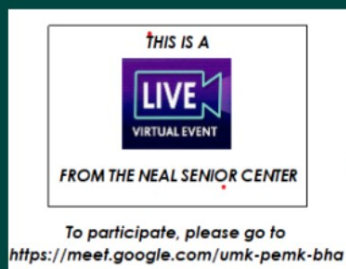 THIS IS A
LIVE
VIRTUAL EVENT
FROM THE NEAL SENIOR CENTER
To participate, please go to
https://meet.google.com/umk-pemk-bha